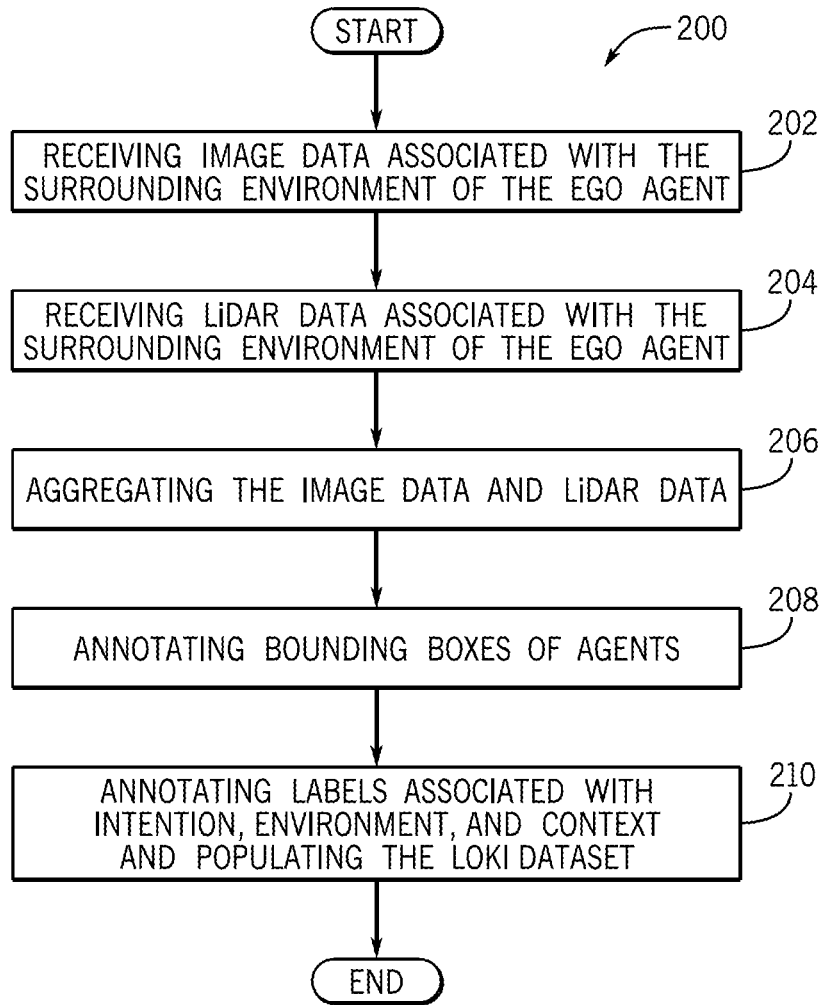 START
200
202
RECEIVING IMAGE DATA ASSOCIATED WITH THE
SURROUNDING ENVIRONMENT OF THE EGO AGENT
204
RECEIVING LiDAR DATA ASSOCIATED WITH THE
SURROUNDING ENVIRONMENT OF THE EGO AGENT
206
AGGREGATING THE IMAGE DATA AND LiDAR DATA
208
ANNOTATING BOUNDING BOXES OF AGENTS
210
ANNOTATING LABELS ASSOCIATED WITH
INTENTION, ENVIRONMENT, AND CONTEXT
AND POPULATING THE LOKI DATASET
END